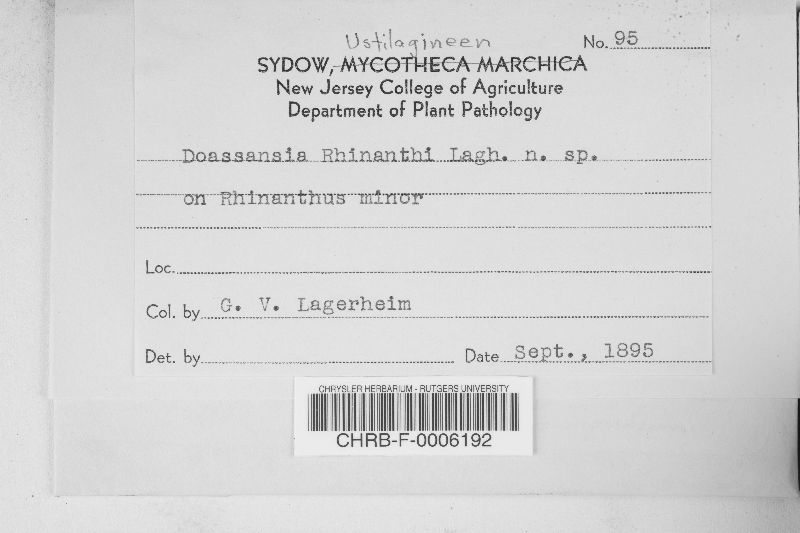 Ustilagineen
No. 95
SYDOW, MYCOTHECA MARCHICA
New Jersey College of Agriculture
Department of Plant Pathology
Doassansia Rhinanthi Lagh. n. sp.
on Rhinanthus minor
Loc.
Col. by G. V. Lagerheim
Det. by Date Sept., 1895
CHRYSLER HERBARIUM - RUTGERS UNIVERSITY
CHRB-F-0006192